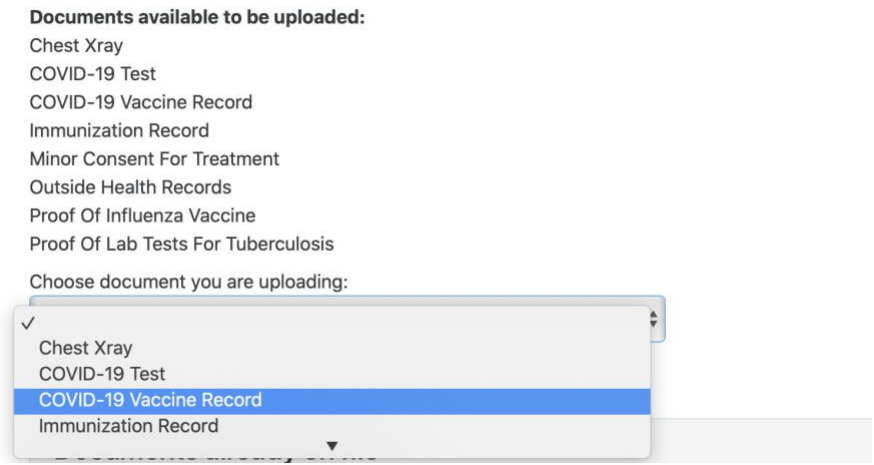 Documents available to be uploaded:
Chest Xray
COVID-19 Test
COVID-19 Vaccine Record
Immunization Record
Minor Consent For Treatment
Outside Health Records
Proof Of Influenza Vaccine
Proof Of Lab Tests For Tuberculosis
Choose document you are uploading:
Chest Xray
COVID-19 Test
COVID-19 Vaccine Record
Immunization Record